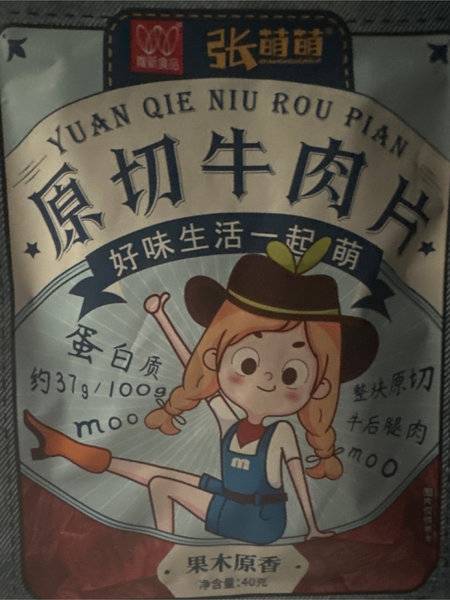 张萌萌
YUAN QIE NIU ROU PIAN
原切牛肉片
好味生活一起萌
蛋白质
约37g/100g
moo
整块原切
牛后腿肉
moo
m
果木原香
净含量:40克